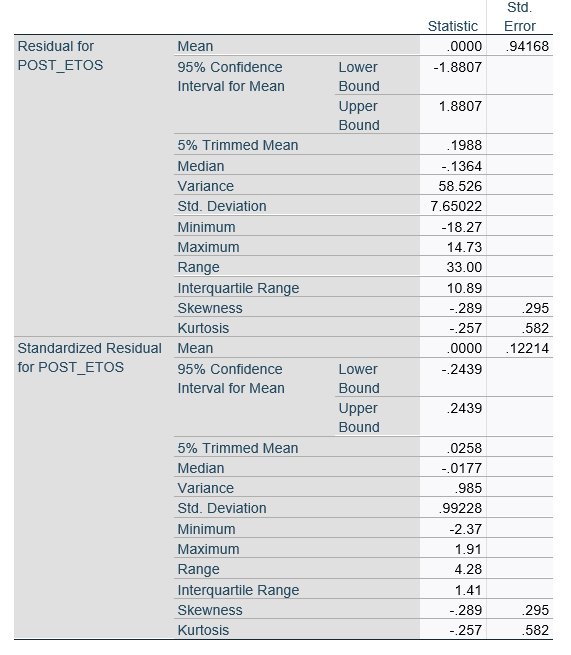 Std.
Statistic Error
Residual for Mean .0000 .94168
POST_ETOS 95% Confidence Lower -1.8807
Interval for Mean Bound
Upper 1.8807
Bound
5% Trimmed Mean .1988
Median -.1364
Variance 58.526
Std. Deviation 7.65022
Minimum -18.27
Maximum 14.73
Range 33.00
Interquartile Range 10.89
Skewness -.289 .295
Kurtosis -.257 .582
Standardized Residual Mean .0000 .12214
for POST_ETOS 95% Confidence Lower -.2439
Interval for Mean Bound
Upper .2439
Bound
5% Trimmed Mean .0258
Median -.0177
Variance .985
Std. Deviation .99228
Minimum -2.37
Maximum 1.91
Range 4.28
Interquartile Range 1.41
Skewness -.289 .295
Kurtosis -.257 .582